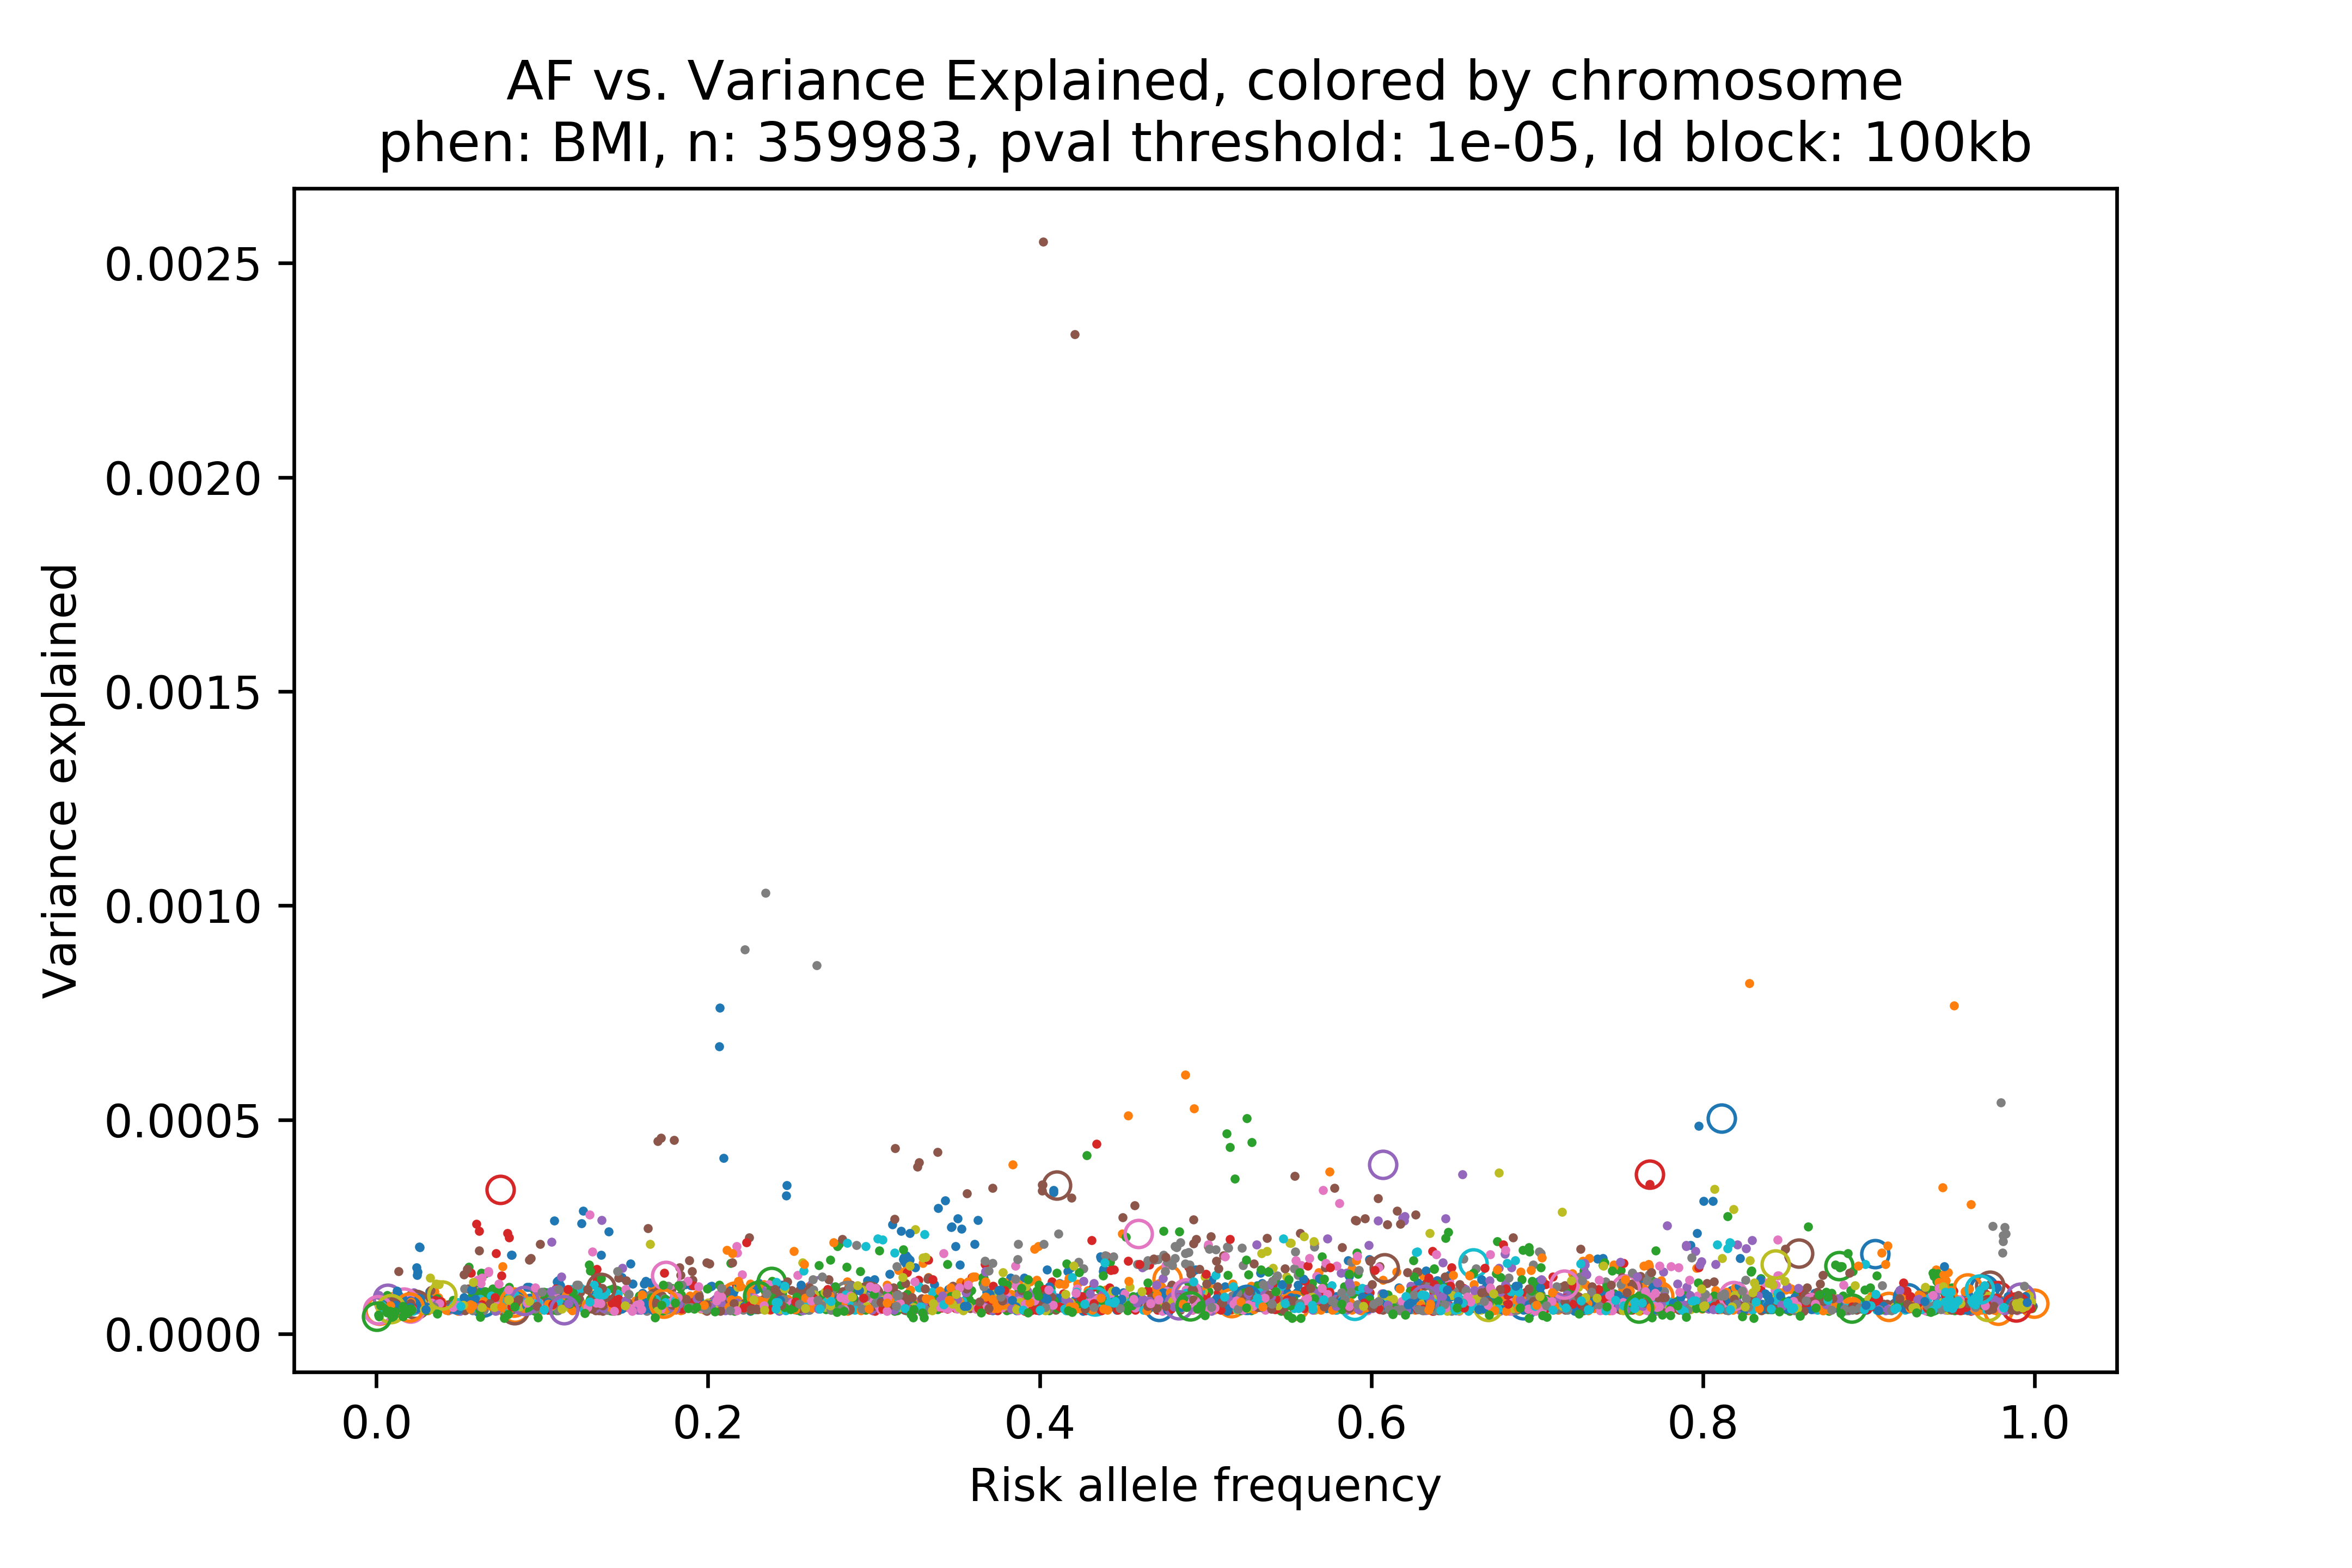 AF vs. Variance Explained, colored by chromosome
phen: BMI, n: 359983, pval threshold: 1e-05, ld block: 100kb
Variance explained
0.0025
0.0020
0.0015
0.0010
0.0005
0.0000
0.0 0.2 0.4 0.6 0.8 1.0
Risk allele frequency